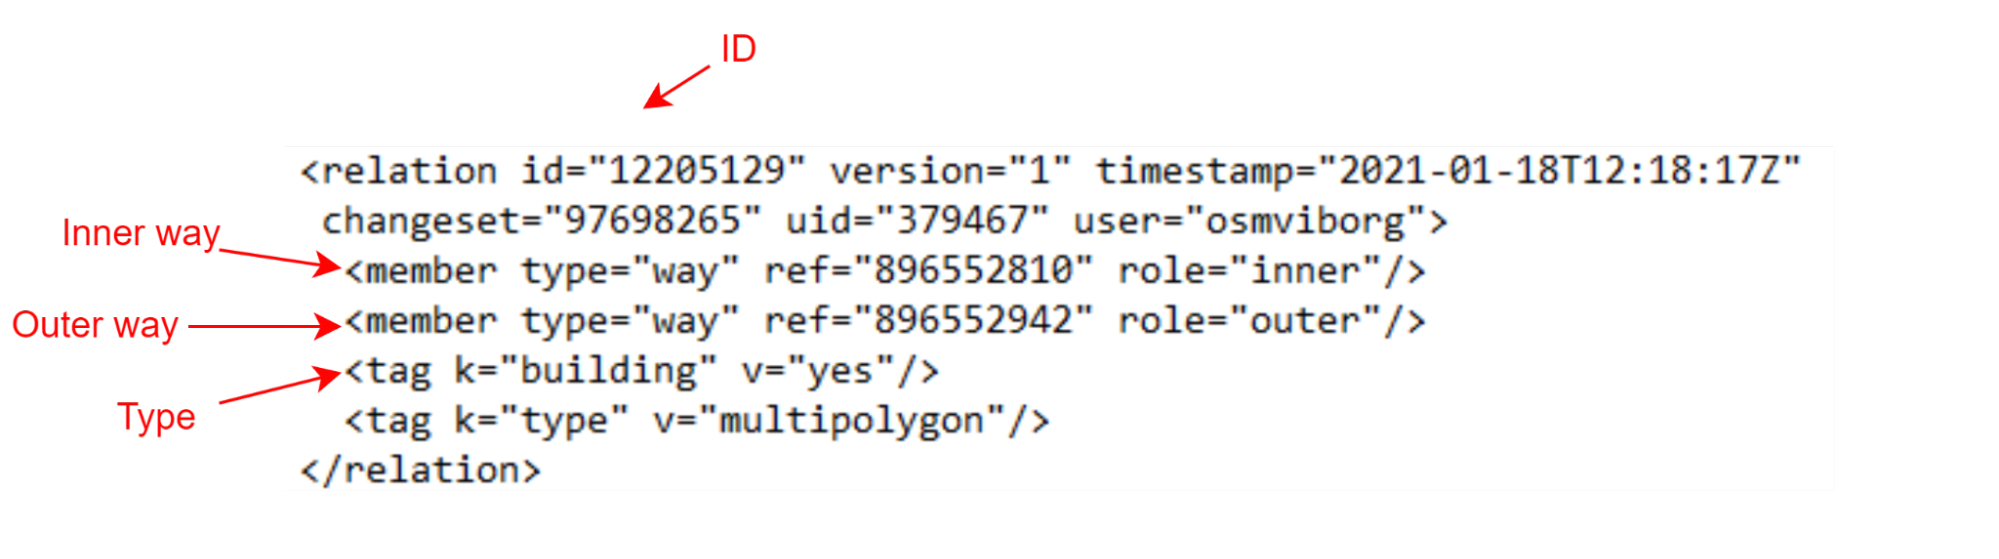 ID
<relation id="12205129" version="1" timestamp="2021-01-18T12:18:17Z"
changeset="97698265" uid="379467" user="osmviborg">
Inner way
<member type="way" ref="896552810" role="inner"/>
Outer way
<member type="way" ref="896552942" role="outer"/>
<tag k="building" v="yes"/>
Type
<tag k="type" v="multipolygon"/>
</relation>